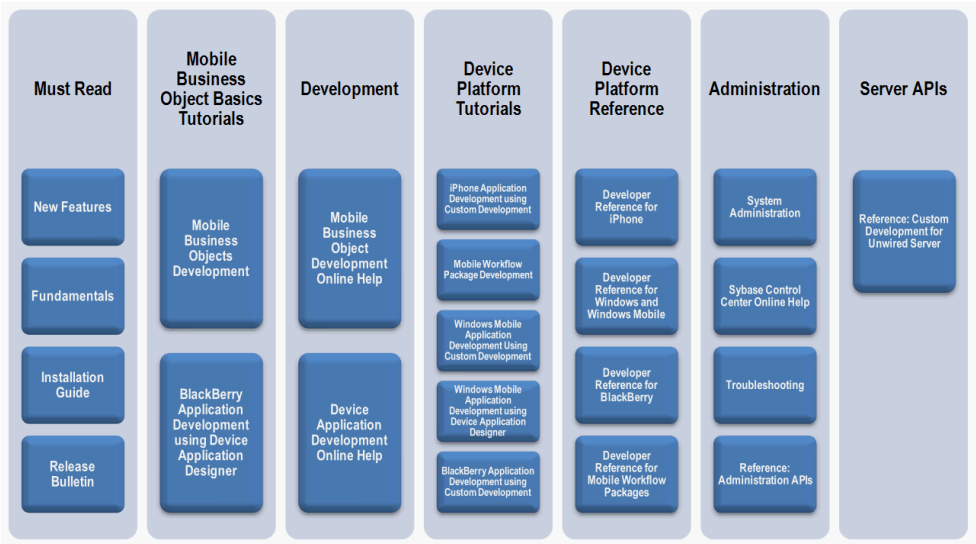 Must Read
New Features
Fundamentals
Installation
Guide
Release
Bulletin
Mobile
Business
Object Basics
Tutorials
Mobile
Business
Objects
Development
BlackBerry
Application
Development
using Device
Application
Designer
Development
Mobile
Business
Object
Development
Online Help
Device
Application
Development
Online Help
Device
Platform
Tutorials
iPhone Application
Development using
Custom Development
Mobile Workflow
Package Development
Windows Mobile
Application
Development Using
Custom Development
Windows Mobile
Application
Development using
Device Application
Designer
BlackBerry Application
Development using
Custom Development
Device
Platform
Reference
Developer
Reference for
iPhone
Developer
Reference for
Windows and
Windows Mobile
Developer
Reference for
BlackBerry
Developer
Reference for
Mobile Workflow
Packages
Administration
System
Administration
Sybase Control
Center Online Help
Troubleshooting
Reference:
Administration APIs
Server APIs
Reference: Custom
Development for
Unwired Server